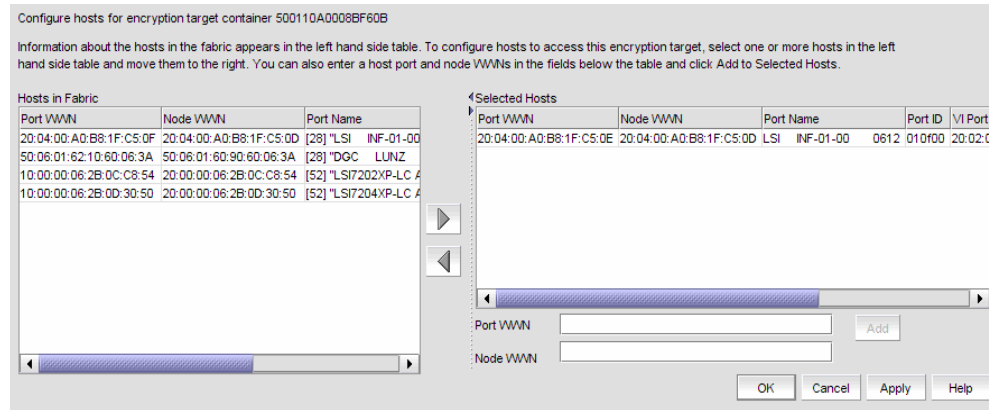 Configure hosts for encryption target container 500110A0008BF60B
Information about the hosts in the fabric appears in the left hand side table. To configure hosts to access this encryption target, select one or more hosts in the left
hand side table and move them to the right. You can also enter a host port and node WWNs in the fields below the table and click Add to Selected Hosts.
Hosts in Fabric
Port WWN Node WWN Port Name
20:04:00:A0:B8:1F:C5:0F 20:04:00:A0:B8:1F:C5:0D [28] "LSI INF-01-00
50:06:01:62:10:60:06:3A 50:06:01:60:90:60:06:3A [28] "DGC LUNZ
10:00:00:06:2B:0C:C8:54 20:00:00:06:2B:0C:C8:54 [52] "LSI7202XP-LC A
10:00:00:06:2B:0D:30:50 20:00:00:06:2B:0D:30:50 [52] "LSI7204XP-LC A
Selected Hosts
Port WWN Node WWN Port Name Port ID VI Port
20:04:00:A0:B8:1F:C5:0E 20:04:00:A0:B8:1F:C5:0D LSI INF-01-00 0612 010f00 20:02:0
Port WWN
Add
Node WWN
OK Cancel Apply Help